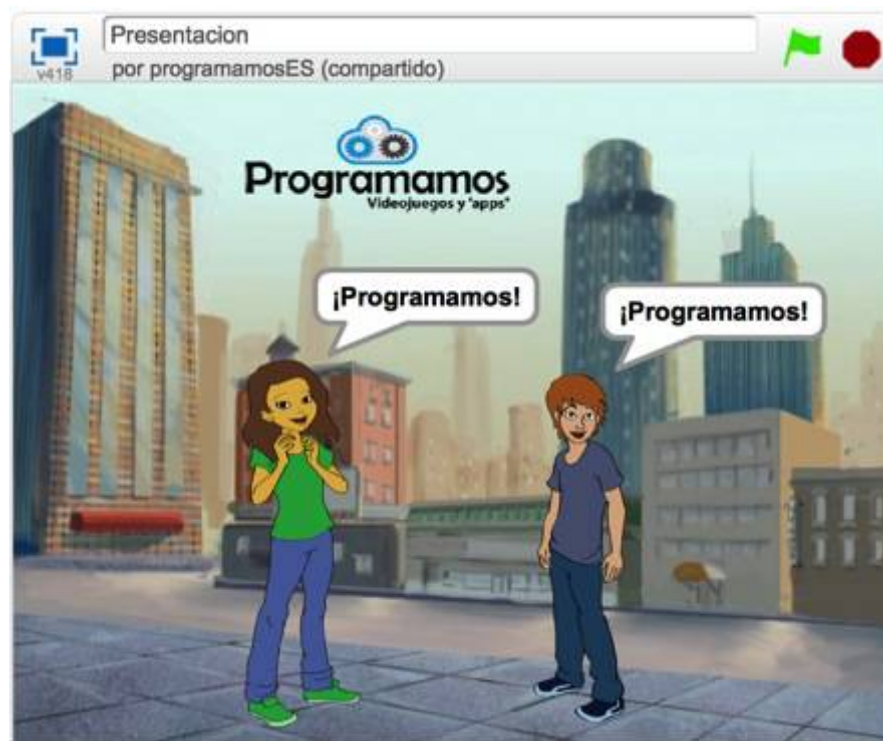 Presentacion
v418
por programamosES (compartido)
Programamos
Videojuegos y "apps"
¡Programamos!
¡Programamos!